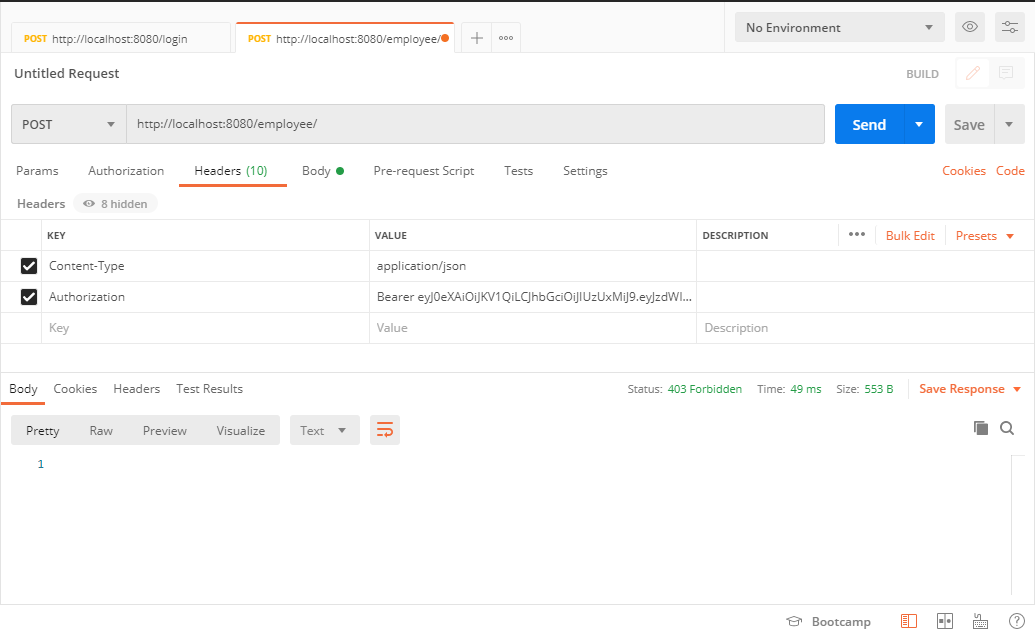 POST http://localhost:8080/login
POST http://localhost:8080/employee/
No Environment
Untitled Request
BUILD
POST
http://localhost:8080/employee/
Send
Save
Params
Authorization
Headers (10)
Body
Pre-request Script
Tests
Settings
Cookies
Code
Headers
8 hidden
KEY
VALUE
DESCRIPTION
Bulk Edit
Presets
Content-Type
application/json
Authorization
Bearer eyJ0eXAiOiJKV1QiLCJhbGciOiJIUzUxMiJ9.eyJzdWI...
Key
Value
Description
Body
Cookies
Headers
Test Results
Status: 403 Forbidden
Time: 49 ms
Size: 553 B
Save Response
Pretty
Raw
Preview
Visualize
Text
1
Bootcamp